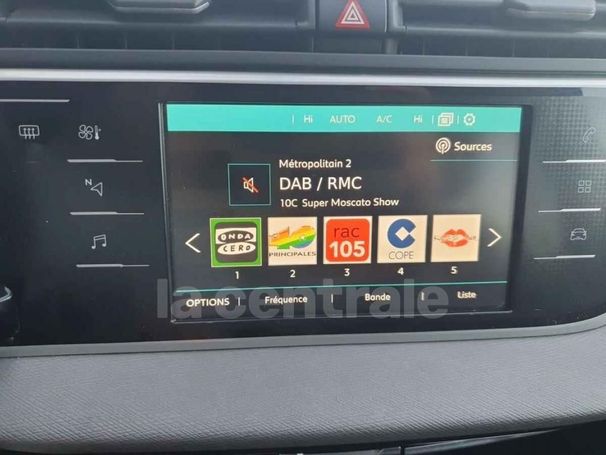 Hi AUTO A/C Hi
Sources
Métropolitain 2
DAB / RMC
10C Super Moscato Show
ONDA CERO
40 PRINCIPALES
rac 105
COPE
1 2 3 4 5
la centrale
OPTIONS Fréquence Bande Liste
N